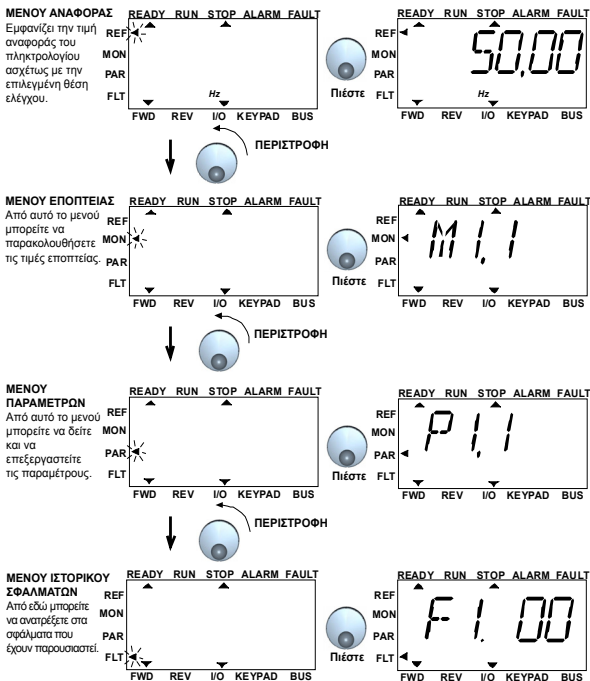 ΜΕΝΟΥ ΑΝΑΦΟΡΑΣ
Εμφανίζει την τιμή
αναφοράς του
πληκτρολογίου
ασχέτως με την
επιλεγμένη θέση
ελέγχου.
READY RUN STOP ALARM FAULT
REF
MON
PAR
FLT
Hz
FWD REV I/O KEYPAD BUS
Πιέστε
READY RUN STOP ALARM FAULT
REF
MON
PAR
FLT
50,00
Hz
FWD REV I/O KEYPAD BUS
ΠΕΡΙΣΤΡΟΦΗ
ΜΕΝΟΥ ΕΠΟΠΤΕΙΑΣ
Από αυτό το μενού
μπορείτε να
παρακολουθήσετε
τις τιμές εποπτείας.
READY RUN STOP ALARM FAULT
REF
MON
PAR
FLT
FWD REV I/O KEYPAD BUS
Πιέστε
READY RUN STOP ALARM FAULT
REF
MON
PAR
FLT
M1.1
FWD REV I/O KEYPAD BUS
ΠΕΡΙΣΤΡΟΦΗ
ΜΕΝΟΥ
ΠΑΡΑΜΕΤΡΩΝ
Από αυτό το μενού
μπορείτε να δείτε
και να
επεξεργαστείτε
τις παραμέτρους.
READY RUN STOP ALARM FAULT
REF
MON
PAR
FLT
FWD REV I/O KEYPAD BUS
Πιέστε
READY RUN STOP ALARM FAULT
REF
MON
PAR
FLT
P1.1
FWD REV I/O KEYPAD BUS
ΠΕΡΙΣΤΡΟΦΗ
ΜΕΝΟΥ ΙΣΤΟΡΙΚΟΥ
ΣΦΑΛΜΑΤΩΝ
Από εδώ μπορείτε
να ανατρέξετε στα
σφάλματα που
έχουν παρουσιαστεί.
READY RUN STOP ALARM FAULT
REF
MON
PAR
FLT
FWD REV I/O KEYPAD BUS
Πιέστε
READY RUN STOP ALARM FAULT
REF
MON
PAR
FLT
F1. 00
FWD REV I/O KEYPAD BUS